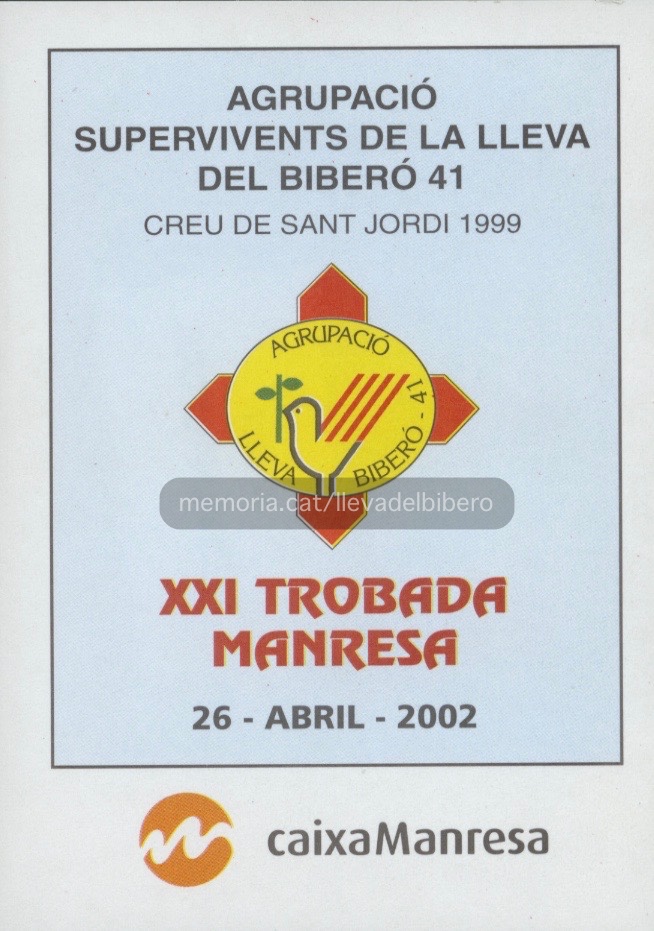 AGRUPACIÓ
SUPERVIVENTS DE LA LLEVA
DEL BIBERÓ 41
CREU DE SANT JORDI 1999
AGRUPACIÓ
LLEVA BIBERÓ - 41
memoria.cat/llevadelbibero
XXI TROBADA
MANRESA
26 - ABRIL - 2002
caixaManresa